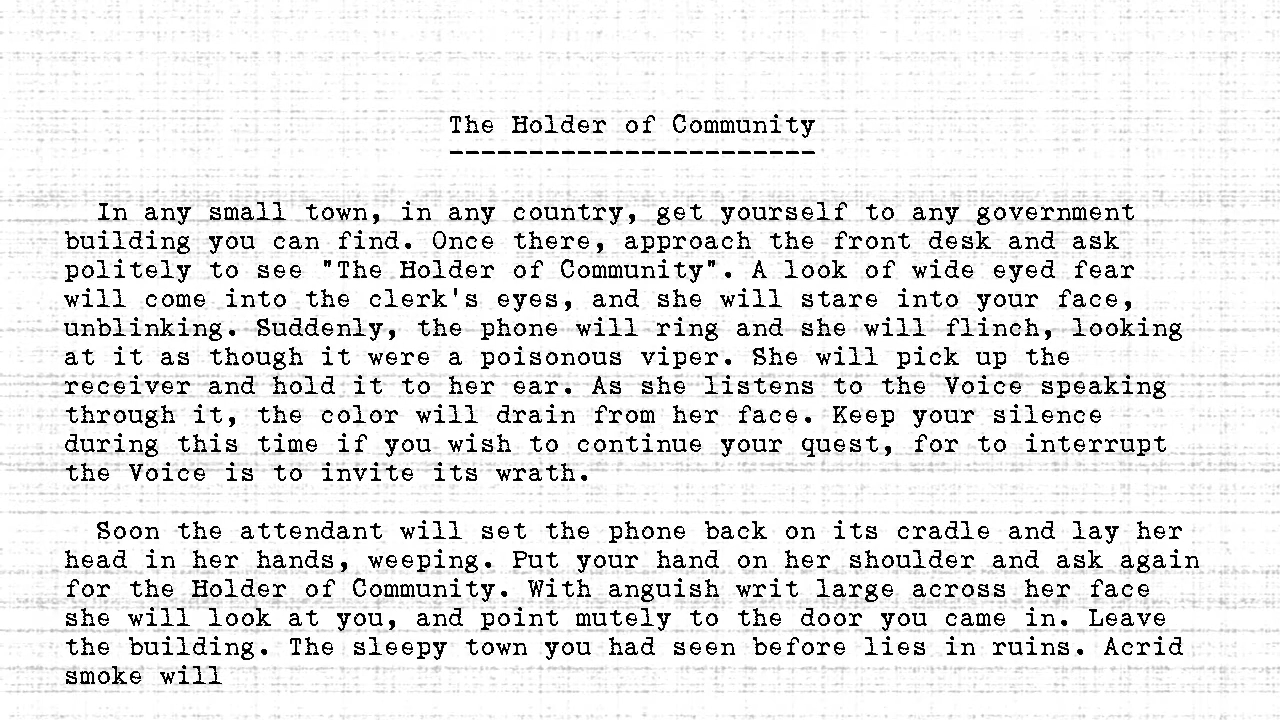 The Holder of Community
-----------------------
In any small town, in any country, get yourself to any government
building you can find. Once there, approach the front desk and ask
politely to see "The Holder of Community". A look of wide eyed fear
will come into the clerk's eyes, and she will stare into your face,
unblinking. Suddenly, the phone will ring and she will flinch, looking
at it as though it were a poisonous viper. She will pick up the
receiver and hold it to her ear. As she listens to the Voice speaking
through it, the color will drain from her face. Keep your silence
during this time if you wish to continue your quest, for to interrupt
the Voice is to invite its wrath.
Soon the attendant will set the phone back on its cradle and lay her
head in her hands, weeping. Put your hand on her shoulder and ask again
for the Holder of Community. With anguish writ large across her face
she will look at you, and point mutely to the door you came in. Leave
the building. The sleepy town you had seen before lies in ruins. Acrid
smoke will